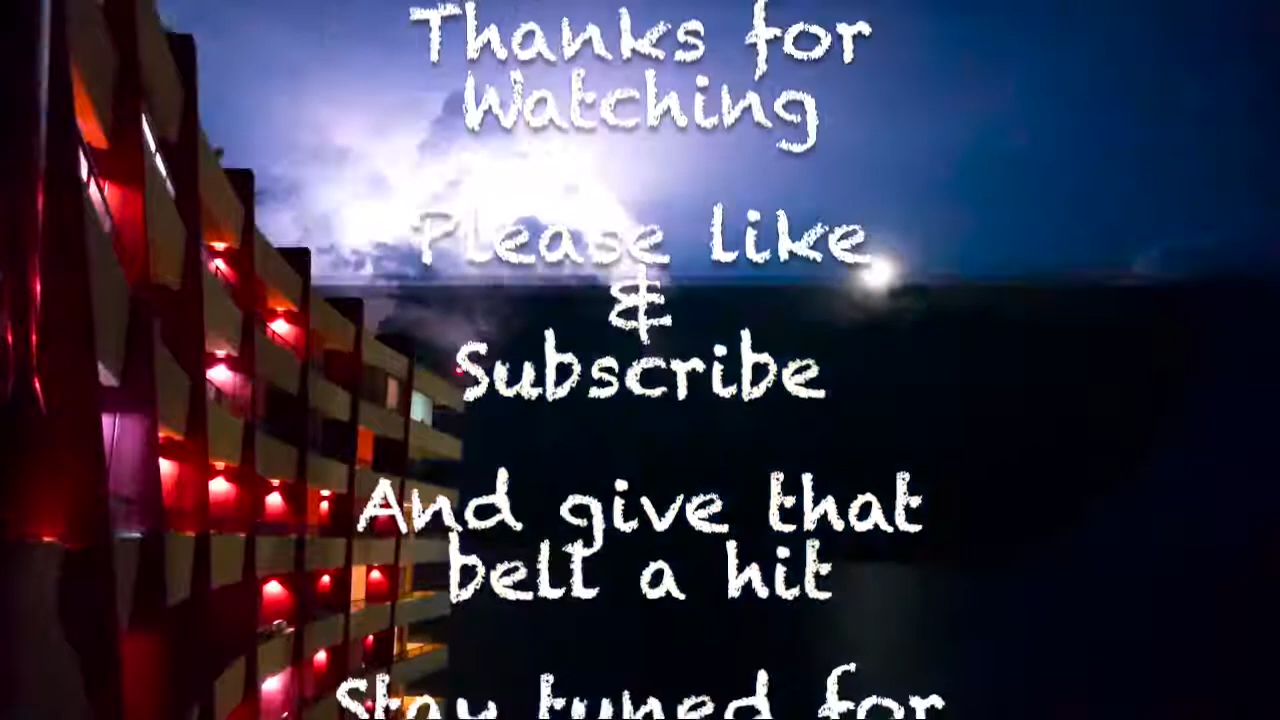 Thanks for
Watching
Please like
&
Subscribe
And give that
bell a hit
Stay tuned for